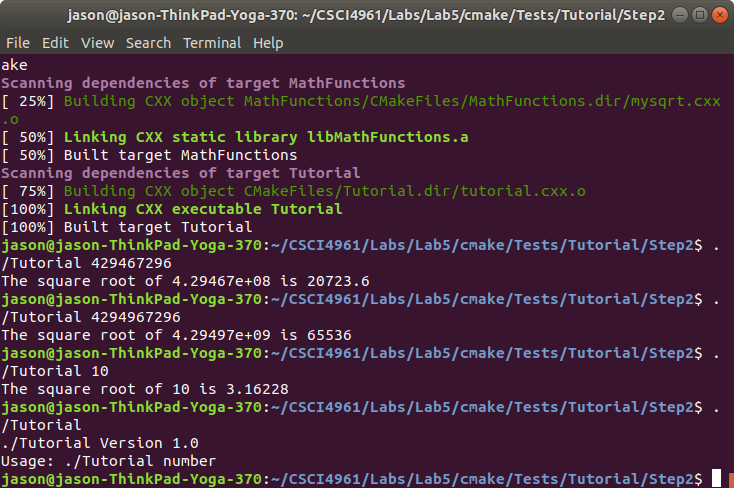 jason@jason-ThinkPad-Yoga-370: ~/CSCI4961/Labs/Lab5/cmake/Tests/Tutorial/Step2
File Edit View Search Terminal Help
ake
Scanning dependencies of target MathFunctions
[ 25%] Building CXX object MathFunctions/CMakeFiles/MathFunctions.dir/mysqrt.cxx
.o
[ 50%] Linking CXX static library libMathFunctions.a
[ 50%] Built target MathFunctions
Scanning dependencies of target Tutorial
[ 75%] Building CXX object CMakeFiles/Tutorial.dir/tutorial.cxx.o
[100%] Linking CXX executable Tutorial
[100%] Built target Tutorial
jason@jason-ThinkPad-Yoga-370:~/CSCI4961/Labs/Lab5/cmake/Tests/Tutorial/Step2$ .
/Tutorial 429467296
The square root of 4.29467e+08 is 20723.6
jason@jason-ThinkPad-Yoga-370:~/CSCI4961/Labs/Lab5/cmake/Tests/Tutorial/Step2$ .
/Tutorial 4294967296
The square root of 4.29497e+09 is 65536
jason@jason-ThinkPad-Yoga-370:~/CSCI4961/Labs/Lab5/cmake/Tests/Tutorial/Step2$ .
/Tutorial 10
The square root of 10 is 3.16228
jason@jason-ThinkPad-Yoga-370:~/CSCI4961/Labs/Lab5/cmake/Tests/Tutorial/Step2$ .
/Tutorial
./Tutorial Version 1.0
Usage: ./Tutorial number
jason@jason-ThinkPad-Yoga-370:~/CSCI4961/Labs/Lab5/cmake/Tests/Tutorial/Step2$